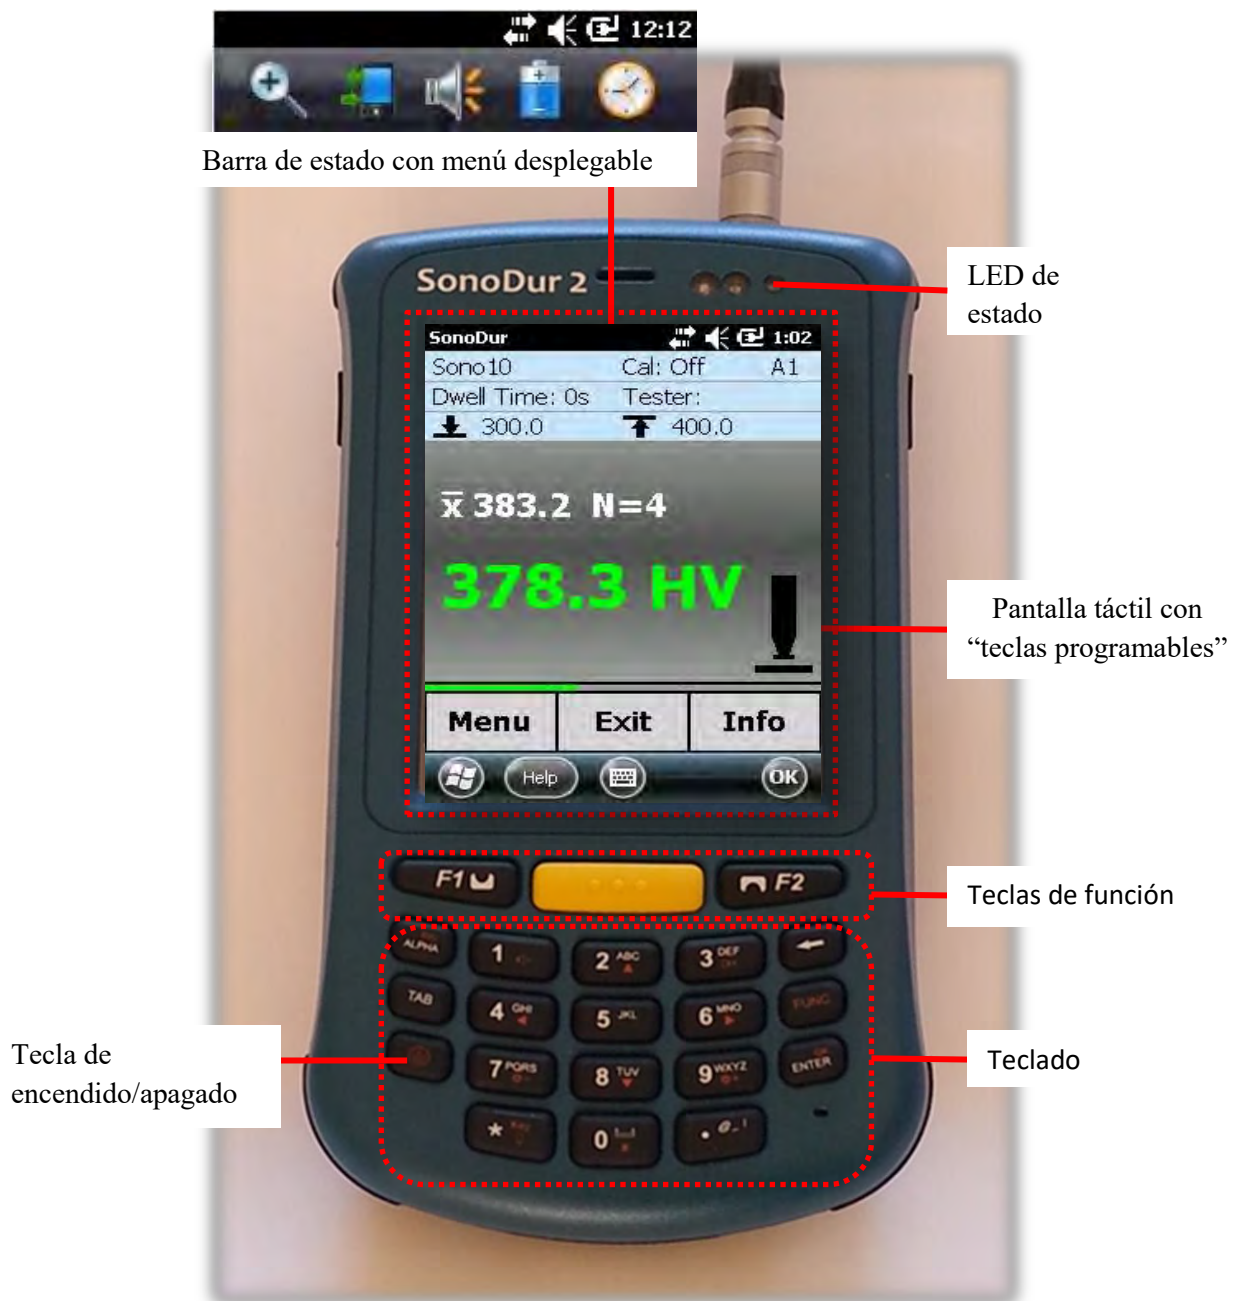 12:12
Barra de estado con menú desplegable
SonoDur 2
LED de
estado
SonoDur 1:02
Sono10 Cal: Off A1
Dwell Time: 0s Tester:
300.0 400.0
x̅ 383.2 N=4
378.3 HV
Pantalla táctil con
“teclas programables”
Menu Exit Info
Help OK
F1 F2
Teclas de función
ALPHA 1 2 ABC 3 DEF
TAB 4 GHI 5 JKL 6 MNO FUNC
7 PQRS 8 TUV 9 WXYZ ENTER
Tecla de
encendido/apagado
Teclado
* 0 . @_!